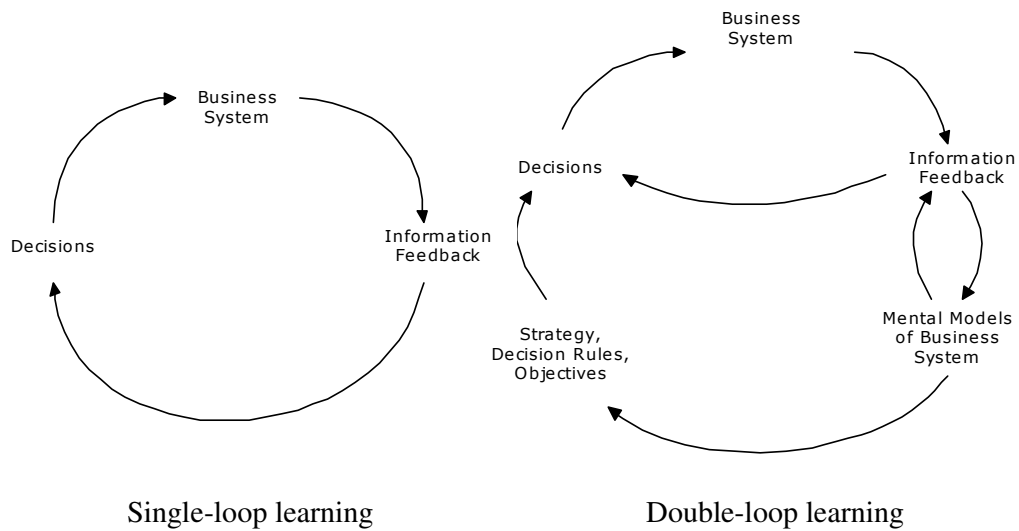 Business
System
Decisions
Information
Feedback
Single-loop learning
Business
System
Decisions
Information
Feedback
Strategy,
Decision Rules,
Objectives
Mental Models
of Business
System
Double-loop learning